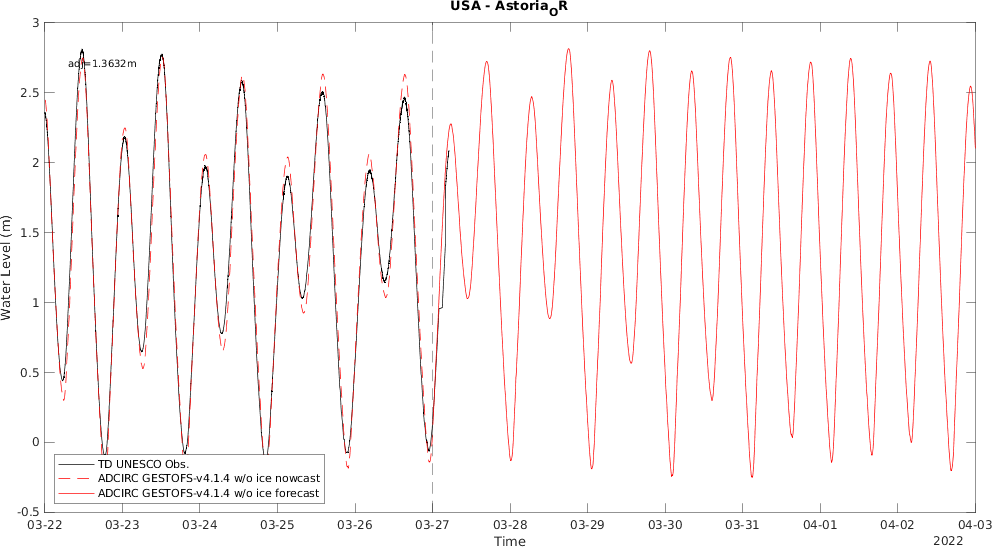 USA - Astoria_OR
adj=1.3632m
3
2.5
2
1.5
1
0.5
0
-0.5
Water Level (m)
TD UNESCO Obs.
ADCIRC GESTOFS-v4.1.4 w/o ice nowcast
ADCIRC GESTOFS-v4.1.4 w/o ice forecast
03-22 03-23 03-24 03-25 03-26 03-27 03-28 03-29 03-30 03-31 04-01 04-02 04-03
Time
2022